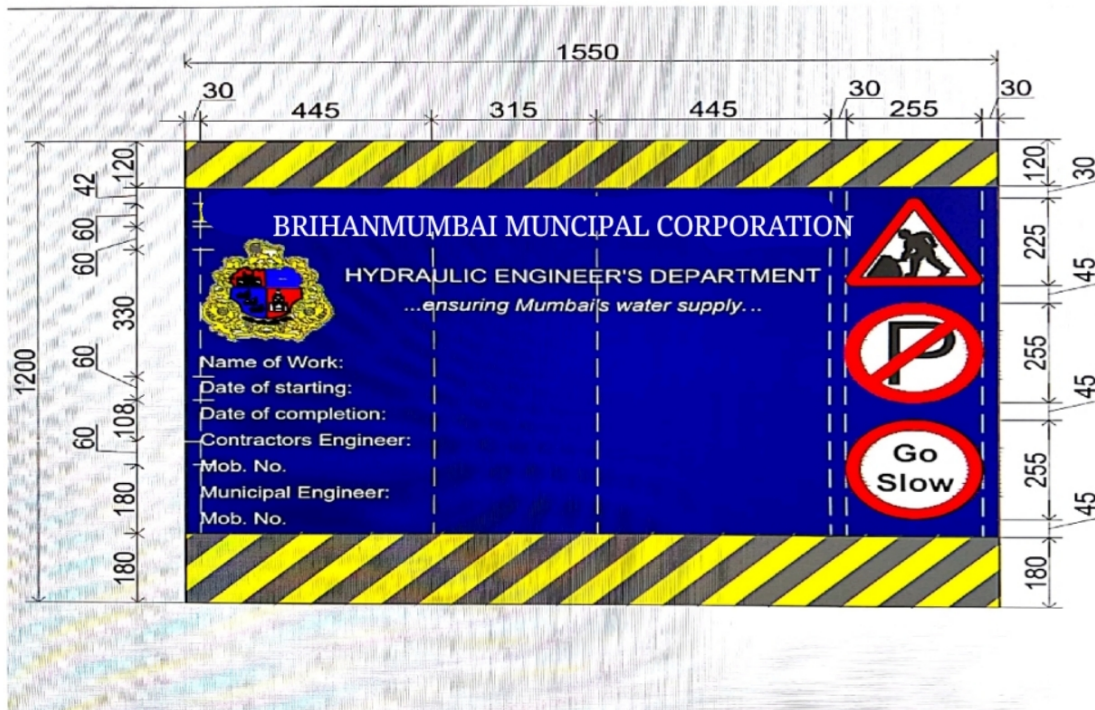 1550
30 445 315 445 30 255 30
120 42 60 60 330 60 108 60 180 180
1200
120 30 225 45 255 45 255 45 180
BRIHANMUMBAI MUNCIPAL CORPORATION
HYDRAULIC ENGINEER'S DEPARTMENT
...ensuring Mumbai's water supply...
Name of Work:
Date of starting:
Date of completion:
Contractors Engineer:
Mob. No.
Municipal Engineer:
Mob. No.
P
Go
Slow